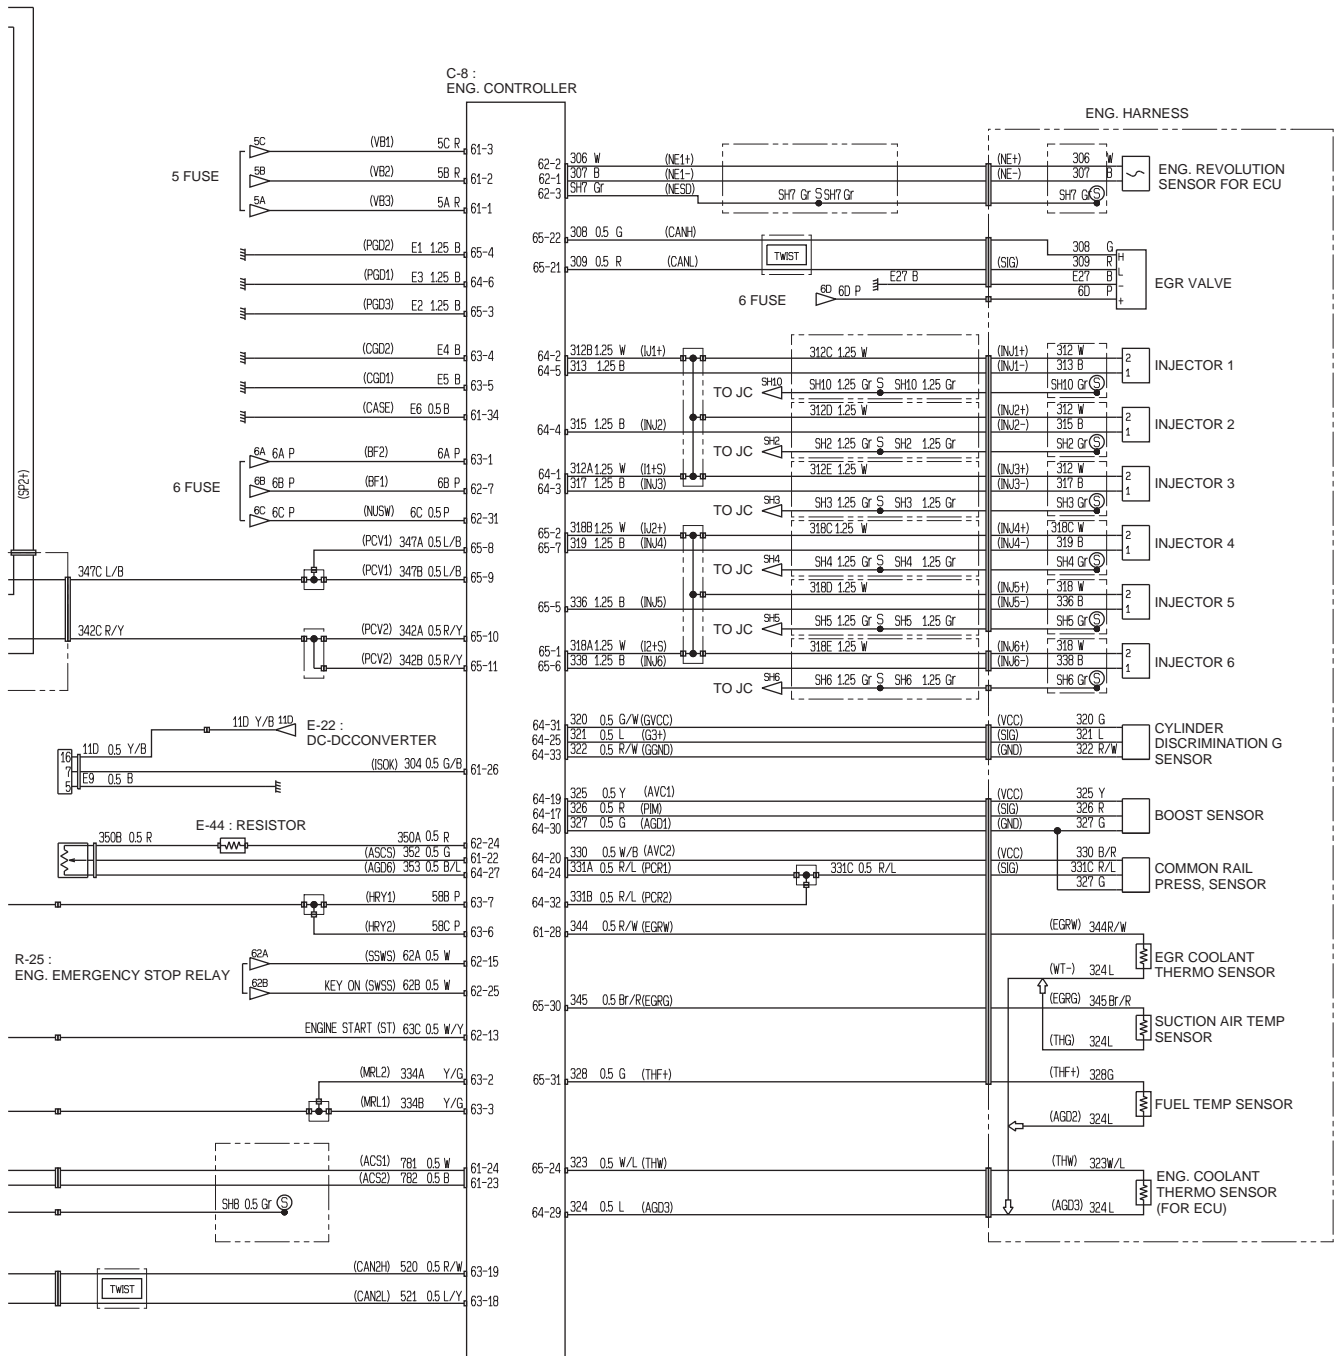 C-8 :
ENG. CONTROLLER
ENG. HARNESS
(SP2+)
5 FUSE
5C (VB1) 5C R 61-3
5B (VB2) 5B R 61-2
5A (VB3) 5A R 61-1
(PGD2) E1 1.25 B 65-4
(PGD1) E3 1.25 B 64-6
(PGD3) E2 1.25 B 65-3
(CGD2) E4 B 63-4
(CGD1) E5 B 63-5
(CASE) E6 0.5 B 61-34
6 FUSE
6A 6A P (BF2) 6A P 63-1
6B 6B P (BF1) 6B P 62-7
6C 6C P (NUSW) 6C 0.5P 62-31
(PCV1) 347A 0.5 L/B 65-8
347C L/B (PCV1) 347B 0.5 L/B 65-9
342C R/Y (PCV2) 342A 0.5 R/Y 65-10
(PCV2) 342B 0.5 R/Y 65-11
11D Y/B 11D
E-22 :
DC-DCCONVERTER
16 11D 0.5 Y/B
7 (ISOK) 304 0.5 G/B 61-26
5 E9 0.5 B
E-44 : RESISTOR
350B 0.5 R 350A 0.5 R 62-24
(ASCS) 352 0.5 G 61-22
(AGD6) 353 0.5 B/L 64-27
(HRY1) 58B P 63-7
(HRY2) 58C P 63-6
R-25 :
ENG. EMERGENCY STOP RELAY
62A (SSWS) 62A 0.5 W 62-15
62B KEY ON (SWSS) 62B 0.5 W 62-25
ENGINE START (ST) 63C 0.5 W/Y 62-13
(MRL2) 334A Y/G 63-2
(MRL1) 334B Y/G 63-3
(ACS1) 781 0.5 W 61-24
(ACS2) 782 0.5 B 61-23
SH8 0.5 Gr S
(CAN2H) 520 0.5 R/W 63-19
TWIST
(CAN2L) 521 0.5 L/Y 63-18
62-2 306 W (NE1+) (NE+) 306 W
62-1 307 B (NE1-) (NE-) 307 B
62-3 SH7 Gr (NESD) SH7 Gr S SH7 Gr SH7 Gr S
ENG. REVOLUTION
SENSOR FOR ECU
65-22 308 0.5 G (CANH) 308 G H
TWIST
65-21 309 0.5 R (CANL) (SIG) 309 R L
E27 B E27 B -
6 FUSE 6D 6D P 6D P +
EGR VALVE
64-2 312B 1.25 W (IJ1+) 312C 1.25 W (INJ1+) 312 W 2
64-5 313 1.25 B (INJ1-) 313 B 1
INJECTOR 1
TO JC SH10 SH10 1.25 Gr S SH10 1.25 Gr SH10 Gr S
312D 1.25 W (INJ2+) 312 W 2
64-4 315 1.25 B (INJ2) (INJ2-) 315 B 1
INJECTOR 2
TO JC SH2 SH2 1.25 Gr S SH2 1.25 Gr SH2 Gr S
64-1 312A 1.25 W (I1+S) 312E 1.25 W (INJ3+) 312 W 2
64-3 317 1.25 B (INJ3) (INJ3-) 317 B 1
INJECTOR 3
TO JC SH3 SH3 1.25 Gr S SH3 1.25 Gr SH3 Gr S
65-2 318B 1.25 W (IJ2+) 318C 1.25 W (INJ4+) 318C W 2
65-7 319 1.25 B (INJ4) (INJ4-) 319 B 1
INJECTOR 4
TO JC SH4 SH4 1.25 Gr S SH4 1.25 Gr SH4 Gr S
318D 1.25 W (INJ5+) 318 W 2
65-5 336 1.25 B (INJ5) (INJ5-) 336 B 1
INJECTOR 5
TO JC SH5 SH5 1.25 Gr S SH5 1.25 Gr SH5 Gr S
65-1 318A 1.25 W (I2+S) 318E 1.25 W (INJ6+) 318 W 2
65-6 338 1.25 B (INJ6) (INJ6-) 338 B 1
INJECTOR 6
TO JC SH6 SH6 1.25 Gr S SH6 1.25 Gr SH6 Gr S
64-31 320 0.5 G/W (GVCC) (VCC) 320 G
64-25 321 0.5 L (G3+) (SIG) 321 L
64-33 322 0.5 R/W (GGND) (GND) 322 R/W
CYLINDER
DISCRIMINATION G
SENSOR
64-19 325 0.5 Y (AVC1) (VCC) 325 Y
64-17 326 0.5 R (PIM) (SIG) 326 R
64-30 327 0.5 G (AGD1) (GND) 327 G
BOOST SENSOR
64-20 330 0.5 W/B (AVC2) (VCC) 330 B/R
64-24 331A 0.5 R/L (PCR1) 331C 0.5 R/L (SIG) 331C R/L
327 G
COMMON RAIL
PRESS, SENSOR
64-32 331B 0.5 R/L (PCR2)
61-28 344 0.5 R/W (EGRW) (EGRW) 344R/W
(WT-) 324L
EGR COOLANT
THERMO SENSOR
65-30 345 0.5 Br/R(EGRG) (EGRG) 345 Br/R
(THG) 324L
SUCTION AIR TEMP
SENSOR
65-31 328 0.5 G (THF+) (THF+) 328G
(AGD2) 324L
FUEL TEMP SENSOR
65-24 323 0.5 W/L (THW) (THW) 323W/L
64-29 324 0.5 L (AGD3) (AGD3) 324L
ENG. COOLANT
THERMO SENSOR
(FOR ECU)